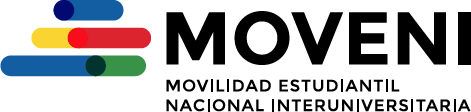 MOVENI
MOVILIDAD ESTUDIANTIL
NACIONAL INTERUNIVERSITARIA